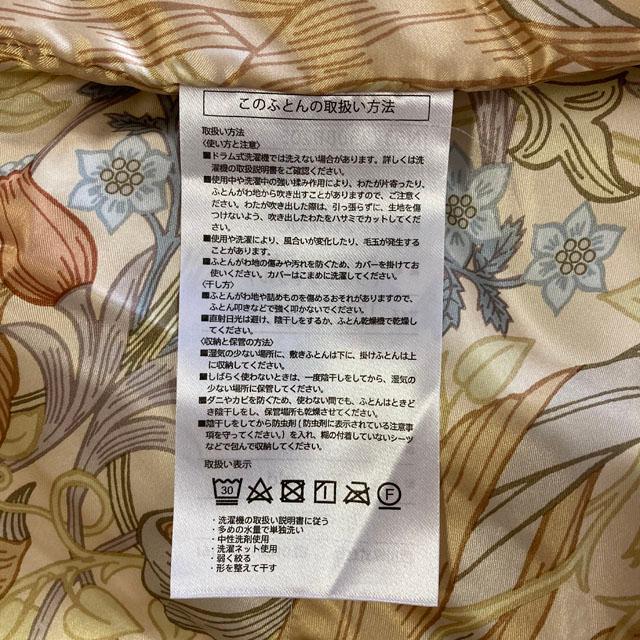 このふとんの取扱い方法
取扱い方法
〈使い方と注意〉
■ドラム式洗濯機では洗えない場合があります。詳しくは洗
濯機の取扱説明書をご確認ください。
■使用中や洗濯中の強い揉み作用により、わたが片寄ったり、
ふとんがわ地から吹き出すことがありますので、ご注意く
ださい。わたが吹き出した際は、引っ張らずに、生地を傷
つけないよう、吹き出したわたをハサミでカットしてくだ
さい。
■使用や洗濯により、風合いが変化したり、毛玉が発生する
ことがあります。
■ふとんがわ地の傷みや汚れを防ぐため、カバーを掛けてお
使いください。カバーはこまめに洗濯してください。
〈干し方〉
■ふとんがわ地や詰めものを傷めるおそれがありますので、
ふとん叩きなどで強く叩かないでください。
■直射日光は避け、陰干しをするか、ふとん乾燥機で乾燥し
てください。
〈収納と保管の方法〉
■湿気の少ない場所に、敷きふとんは下に、掛けふとんは上
に収納してください。
■しばらく使わないときは、一度陰干しをしてから、湿気の
少ない場所に保管してください。
■ダニやカビを防ぐため、使わない間でも、ふとんはときど
き陰干しをし、保管場所も乾燥させてください。
■陰干しをしてから防虫剤(防虫剤に表示されている注意事
項を守ってください)を入れ、糊の付着していないシーツ
などで包んで収納してください。
取扱い表示
30 F
・洗濯機の取扱い説明書に従う
・多めの水量で単独洗い
・中性洗剤使用
・洗濯ネット使用
・弱く絞る
・形を整えて干す